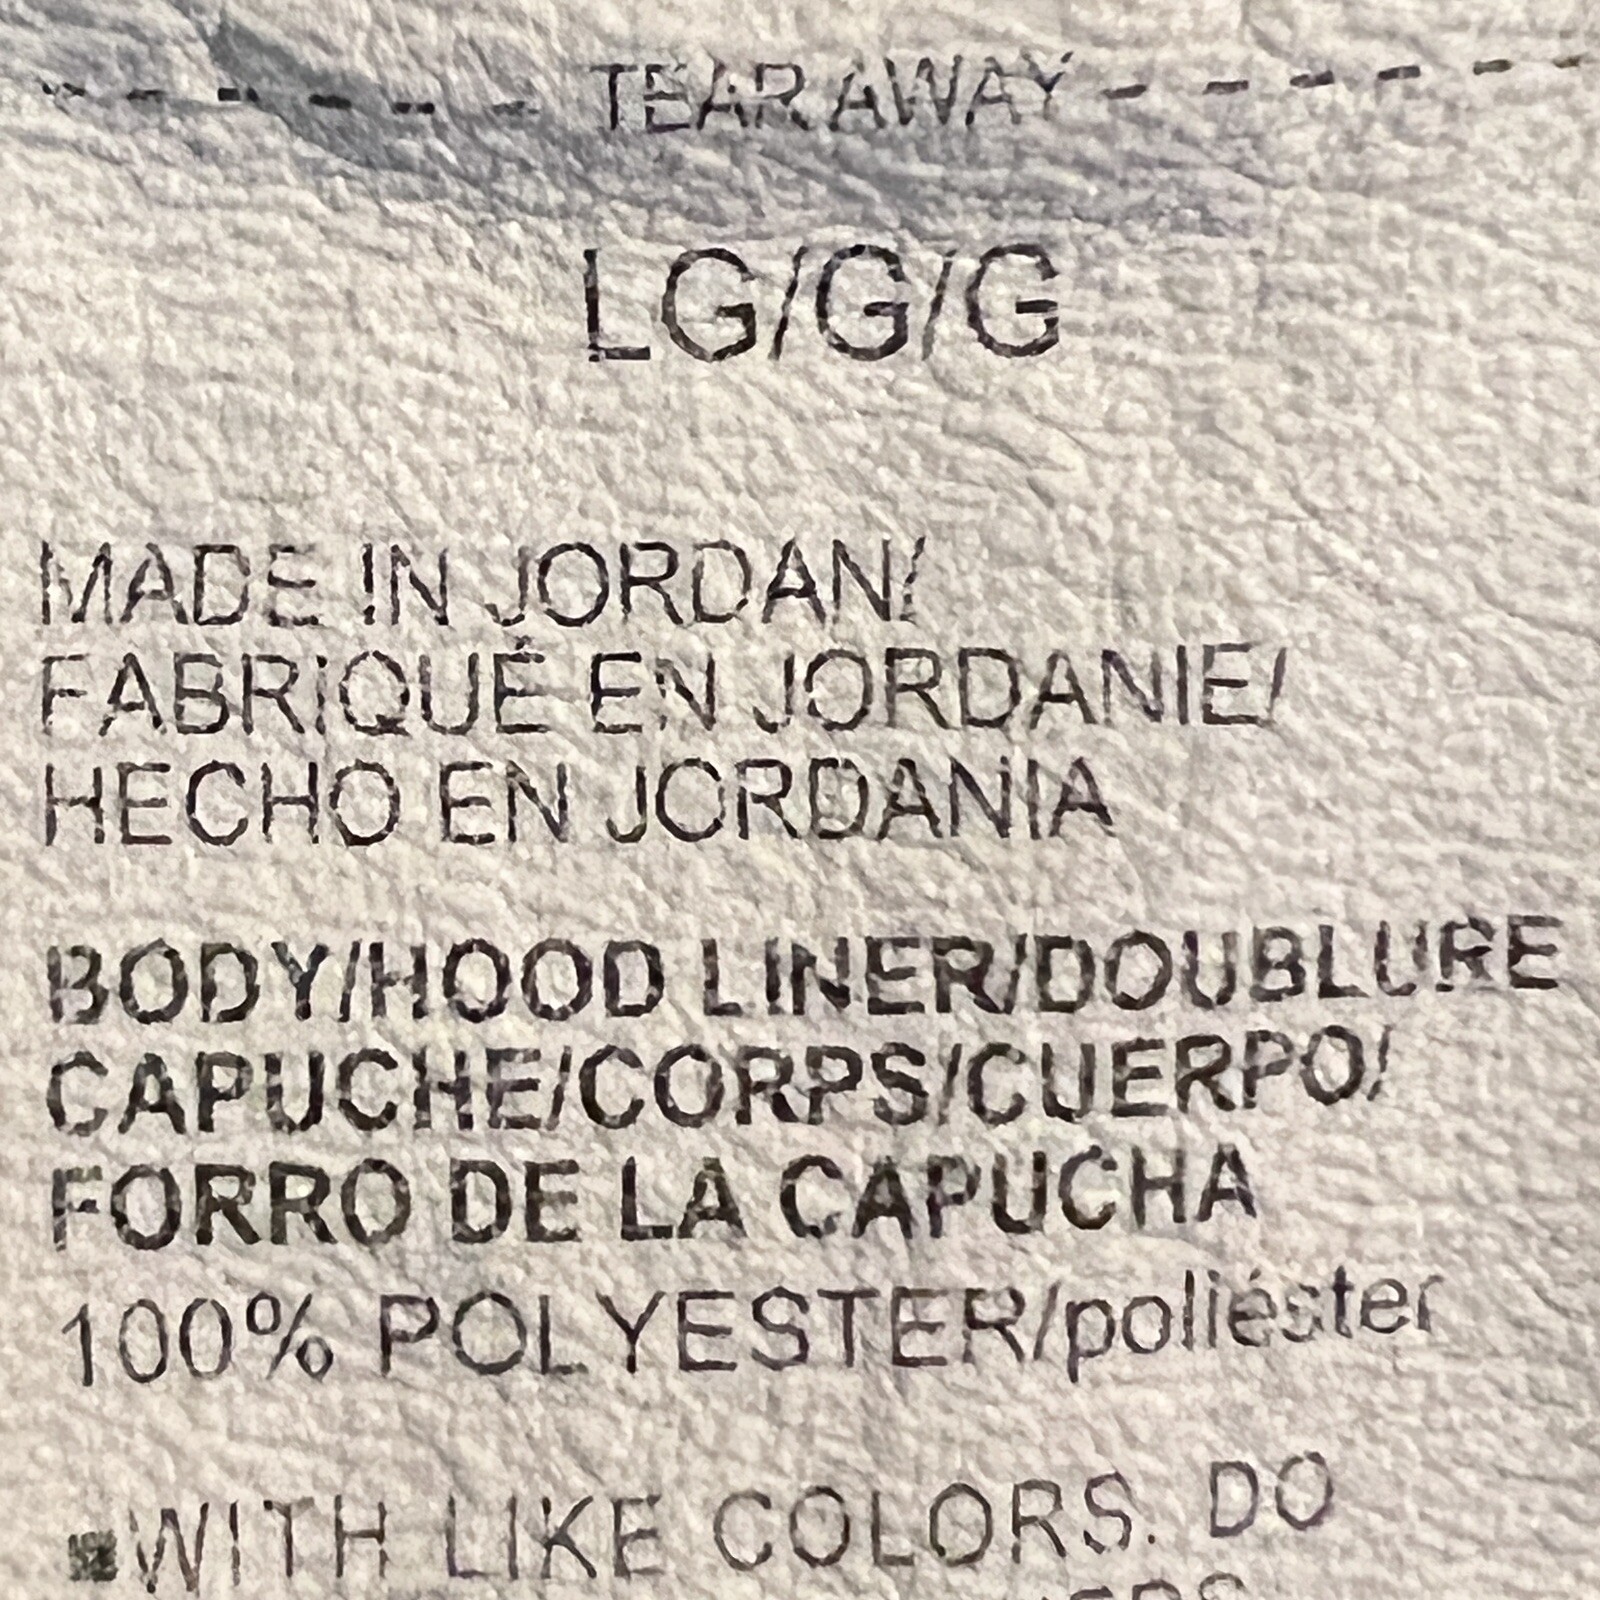 - - - - - - TEAR AWAY - - - - - -
LG/G/G
MADE IN JORDAN/
FABRIQUÉ EN JORDANIE/
HECHO EN JORDANIA
BODY/HOOD LINER/DOUBLURE
CAPUCHE/CORPS/CUERPO/
FORRO DE LA CAPUCHA
100% POLYESTER/poliéster
▪WITH LIKE COLORS. DO